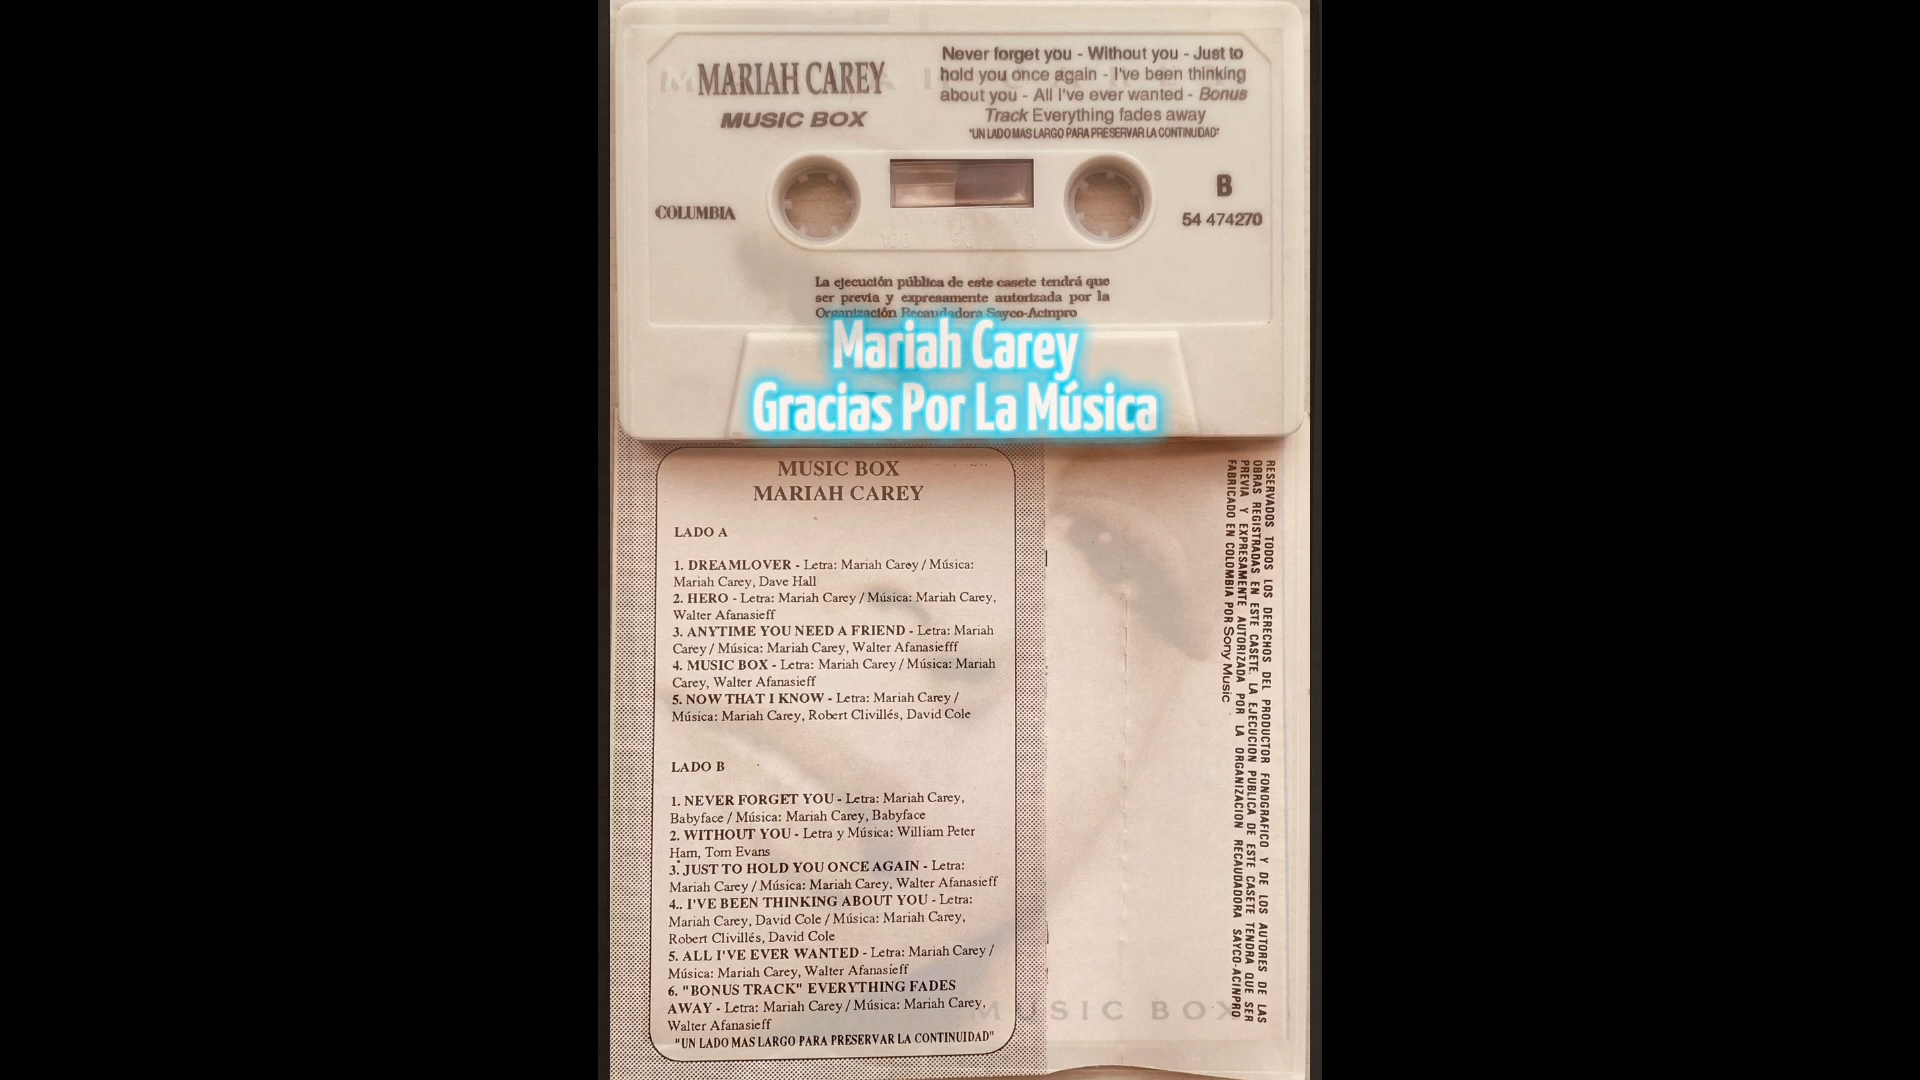 MARIAH CAREY
MUSIC BOX
Never forget you - Without you - Just to
hold you once again - I've been thinking
about you - All I've ever wanted - Bonus
Track Everything fades away
"UN LADO MAS LARGO PARA PRESERVAR LA CONTINUIDAD"
COLUMBIA
B
54 474270
100 50 0
La ejecución pública de este casete tendrá que
ser previa y expresamente autorizada por la
Organización Recaudadora Sayco-Acinpro
Mariah Carey
Gracias Por La Música
MUSIC BOX
MARIAH CAREY
LADO A
1. DREAMLOVER - Letra: Mariah Carey / Música:
Mariah Carey, Dave Hall
2. HERO - Letra: Mariah Carey / Música: Mariah Carey,
Walter Afanasieff
3. ANYTIME YOU NEED A FRIEND - Letra: Mariah
Carey / Música: Mariah Carey, Walter Afanasiefff
4. MUSIC BOX - Letra: Mariah Carey / Música: Mariah
Carey, Walter Afanasieff
5. NOW THAT I KNOW - Letra: Mariah Carey /
Música: Mariah Carey, Robert Clivillés, David Cole
LADO B
1. NEVER FORGET YOU - Letra: Mariah Carey,
Babyface / Música: Mariah Carey, Babyface
2. WITHOUT YOU - Letra y Música: William Peter
Ham, Tom Evans
3. JUST TO HOLD YOU ONCE AGAIN - Letra:
Mariah Carey / Música: Mariah Carey, Walter Afanasieff
4.. I'VE BEEN THINKING ABOUT YOU - Letra:
Mariah Carey, David Cole / Música: Mariah Carey,
Robert Clivillés, David Cole
5. ALL I'VE EVER WANTED - Letra: Mariah Carey /
Música: Mariah Carey, Walter Afanasieff
6. "BONUS TRACK" EVERYTHING FADES
AWAY - Letra: Mariah Carey / Música: Mariah Carey,
Walter Afanasieff
"UN LADO MAS LARGO PARA PRESERVAR LA CONTINUIDAD"
RESERVADOS TODOS LOS DERECHOS DEL PRODUCTOR FONOGRAFICO Y DE LOS AUTORES DE LAS
OBRAS REGISTRADAS EN ESTE CASETE. LA EJECUCION PUBLICA DE ESTE CASETE TENDRA QUE SER
PREVIA Y EXPRESAMENTE AUTORIZADA POR LA ORGANIZACION RECAUDADORA SAYCO-ACINPRO
FABRICADO EN COLOMBIA POR Sony Music
MUSIC BOX